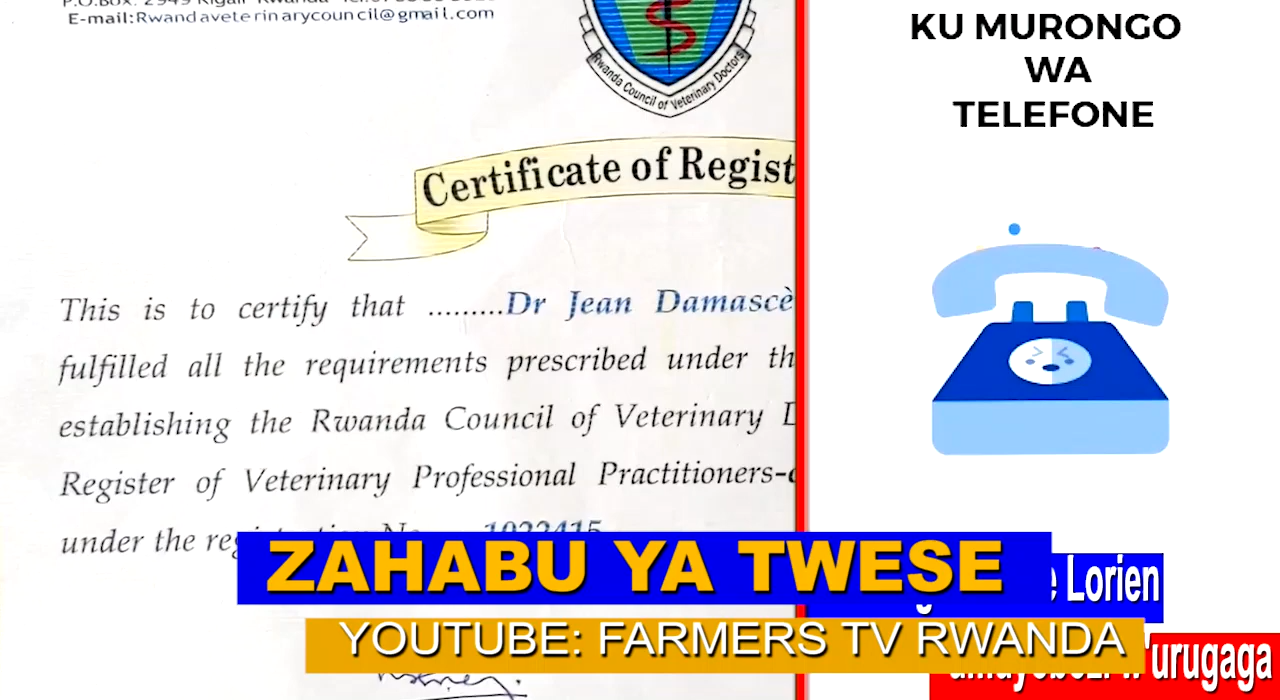 E-mail:Rwandaveterinarycouncil@gmail.com
Rwanda Council of Veterinary Doctors
Certificate of Regist
This is to certify that .........Dr Jean Damascè
fulfilled all the requirements prescribed under th
establishing the Rwanda Council of Veterinary D
Register of Veterinary Professional Practitioners-
under the reg
KU MURONGO
WA
TELEFONE
ZAHABU YA TWESE
YOUTUBE: FARMERS TV RWANDA
e Lorien
urugaga